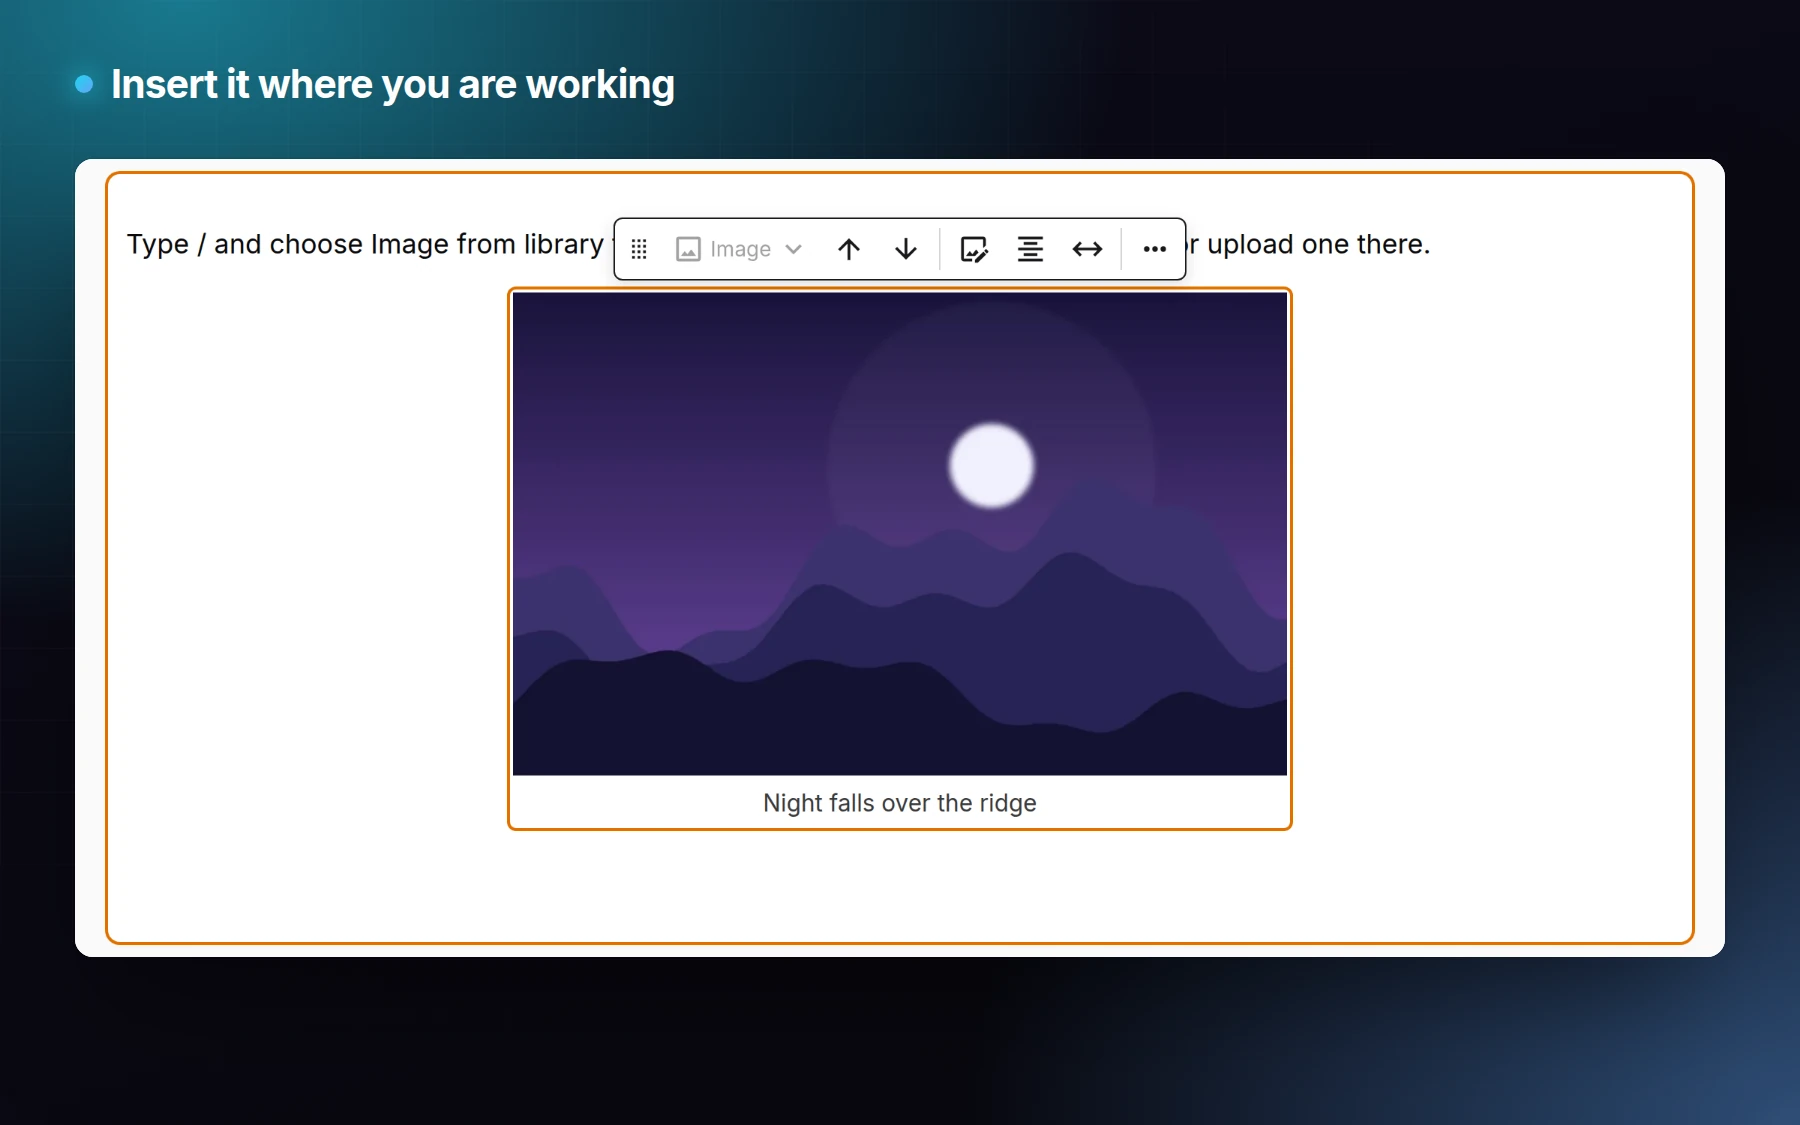 Insert it where you are working
Type / and choose Image from library
Image
upload one there.
Night falls over the ridge